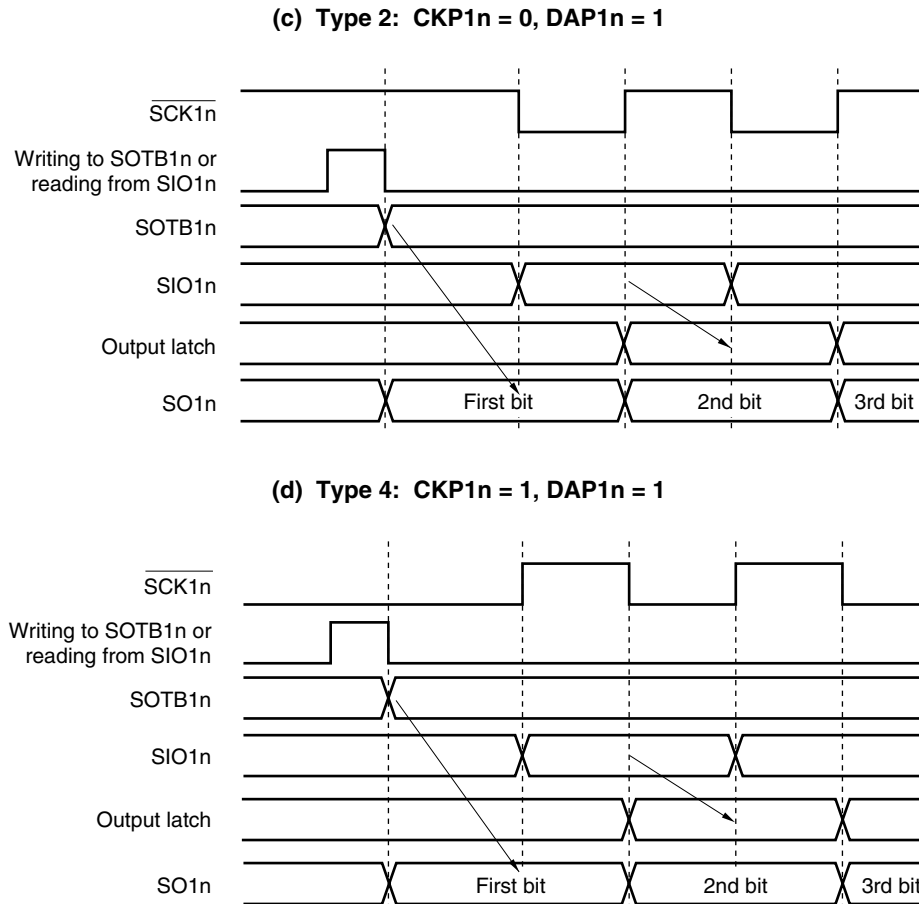 (c) Type 2: CKP1n = 0, DAP1n = 1
SCK1n
Writing to SOTB1n or
reading from SIO1n
SOTB1n
SIO1n
Output latch
SO1n
First bit
2nd bit
3rd bit
(d) Type 4: CKP1n = 1, DAP1n = 1
SCK1n
Writing to SOTB1n or
reading from SIO1n
SOTB1n
SIO1n
Output latch
SO1n
First bit
2nd bit
3rd bit